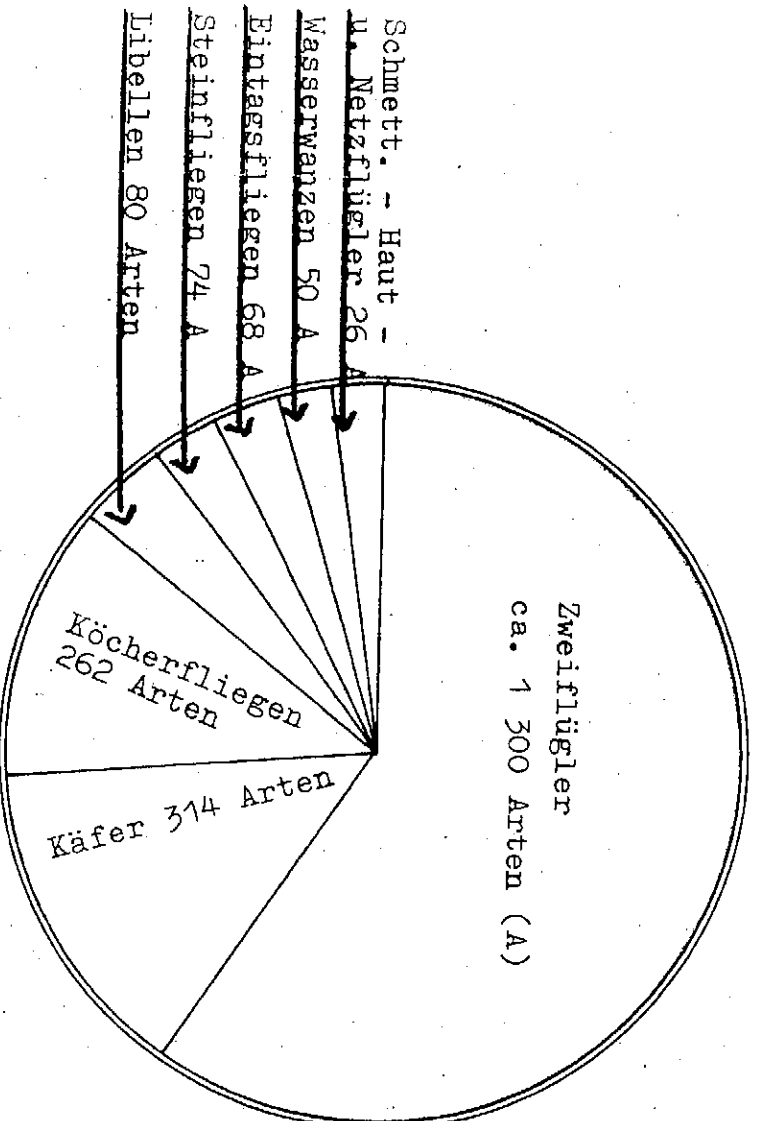 Schmett. - Haut -
u. Netzflügler 26 A
Wasserwanzen 50 A
Eintagsfliegen 68 A
Steinfliegen 74 A
Libellen 80 Arten
Köcherfliegen
262 Arten
Käfer 314 Arten
Zweiflügler
ca. 1 300 Arten (A)